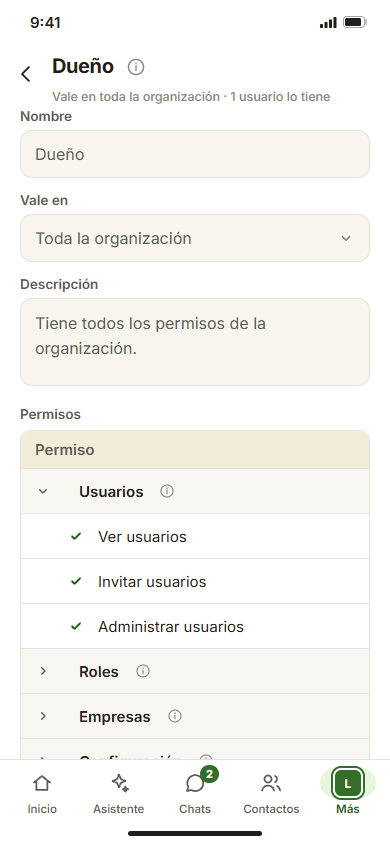 9:41
Dueño
Vale en toda la organización · 1 usuario lo tiene
Nombre
Dueño
Vale en
Toda la organización
Descripción
Tiene todos los permisos de la
organización.
Permisos
Permiso
Usuarios
Ver usuarios
Invitar usuarios
Administrar usuarios
Roles
Empresas
2
L
Inicio
Asistente
Chats
Contactos
Más